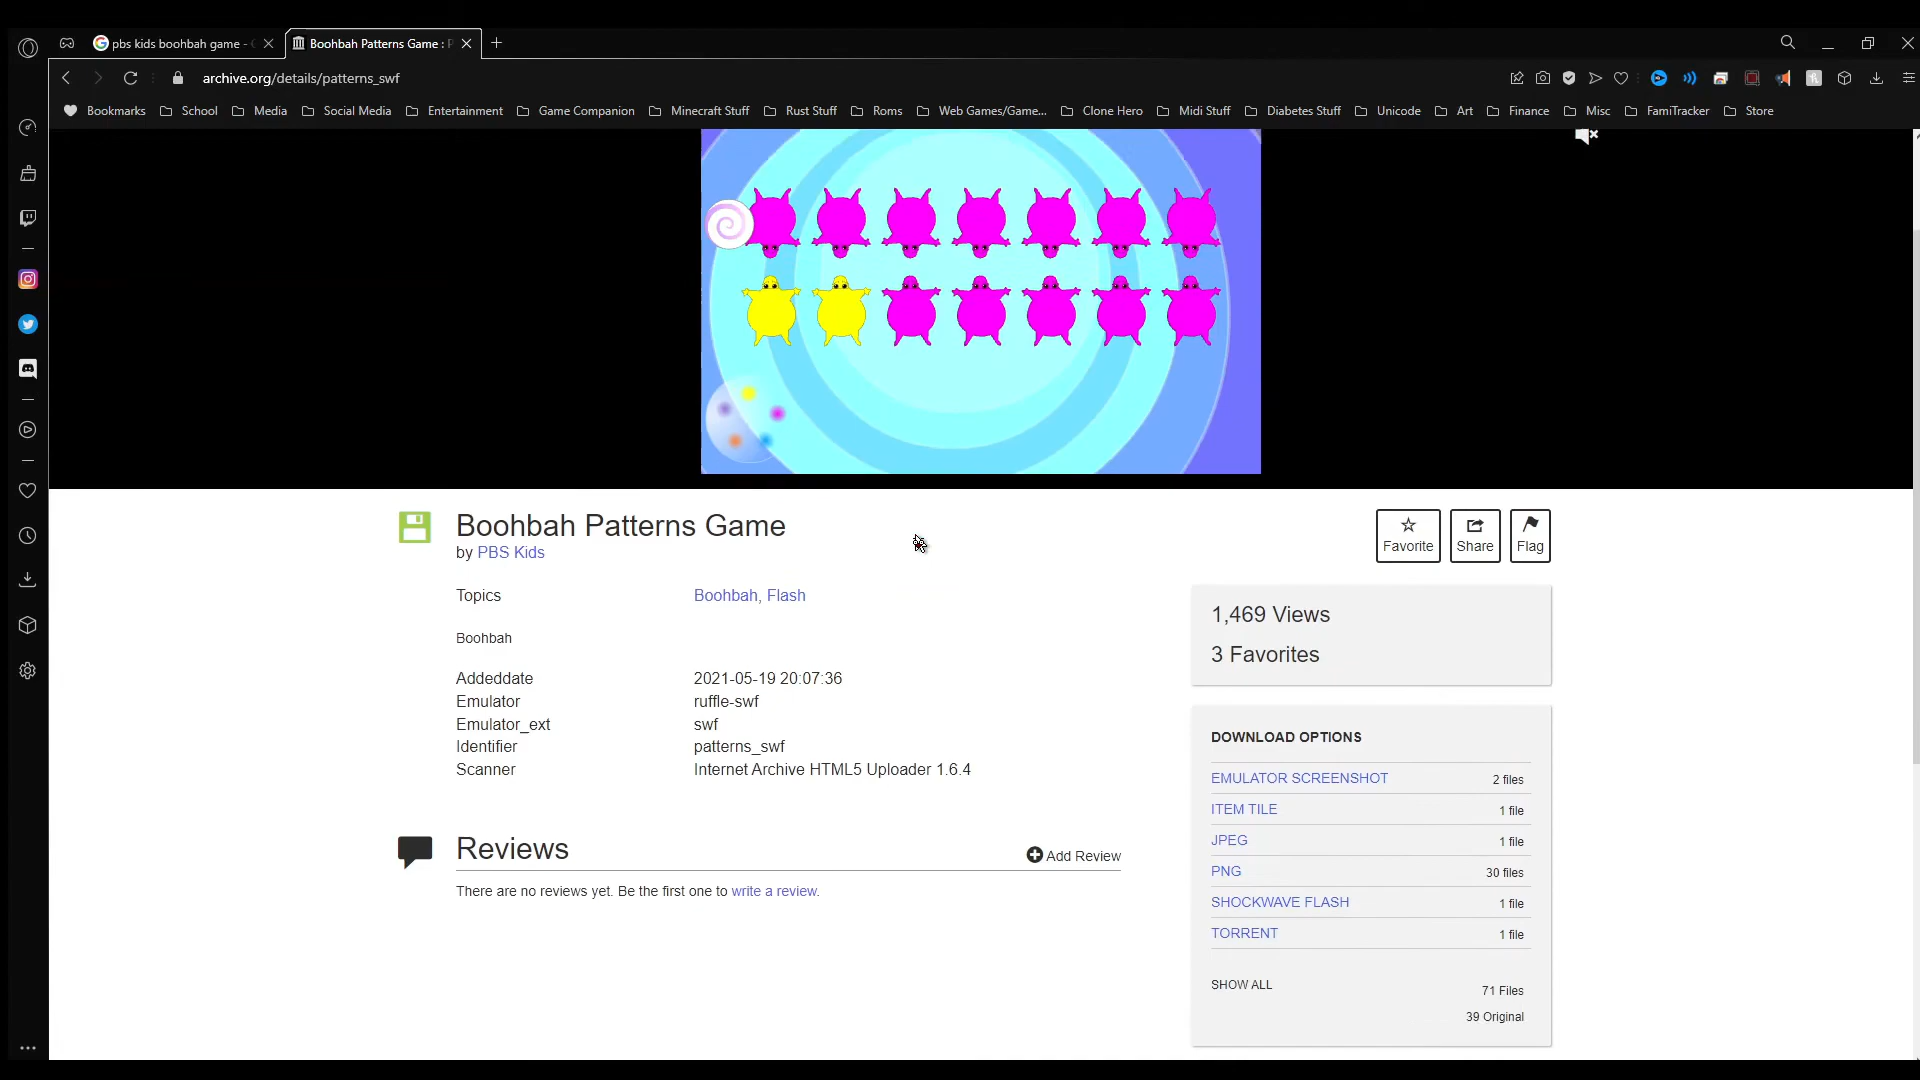 pbs kids boohbah game -
Boohbah Patterns Game : P
archive.org/details/patterns_swf
Bookmarks School Media Social Media Entertainment Game Companion Minecraft Stuff Rust Stuff Roms Web Games/Game... Clone Hero Midi Stuff Diabetes Stuff Unicode Art Finance Misc FamiTracker Store
Boohbah Patterns Game
by PBS Kids
Favorite Share Flag
Topics Boohbah, Flash
Boohbah
Addeddate 2021-05-19 20:07:36
Emulator ruffle-swf
Emulator_ext swf
Identifier patterns_swf
Scanner Internet Archive HTML5 Uploader 1.6.4
Reviews
Add Review
There are no reviews yet. Be the first one to write a review.
1,469 Views
3 Favorites
DOWNLOAD OPTIONS
EMULATOR SCREENSHOT 2 files
ITEM TILE 1 file
JPEG 1 file
PNG 30 files
SHOCKWAVE FLASH 1 file
TORRENT 1 file
SHOW ALL 71 Files
39 Original